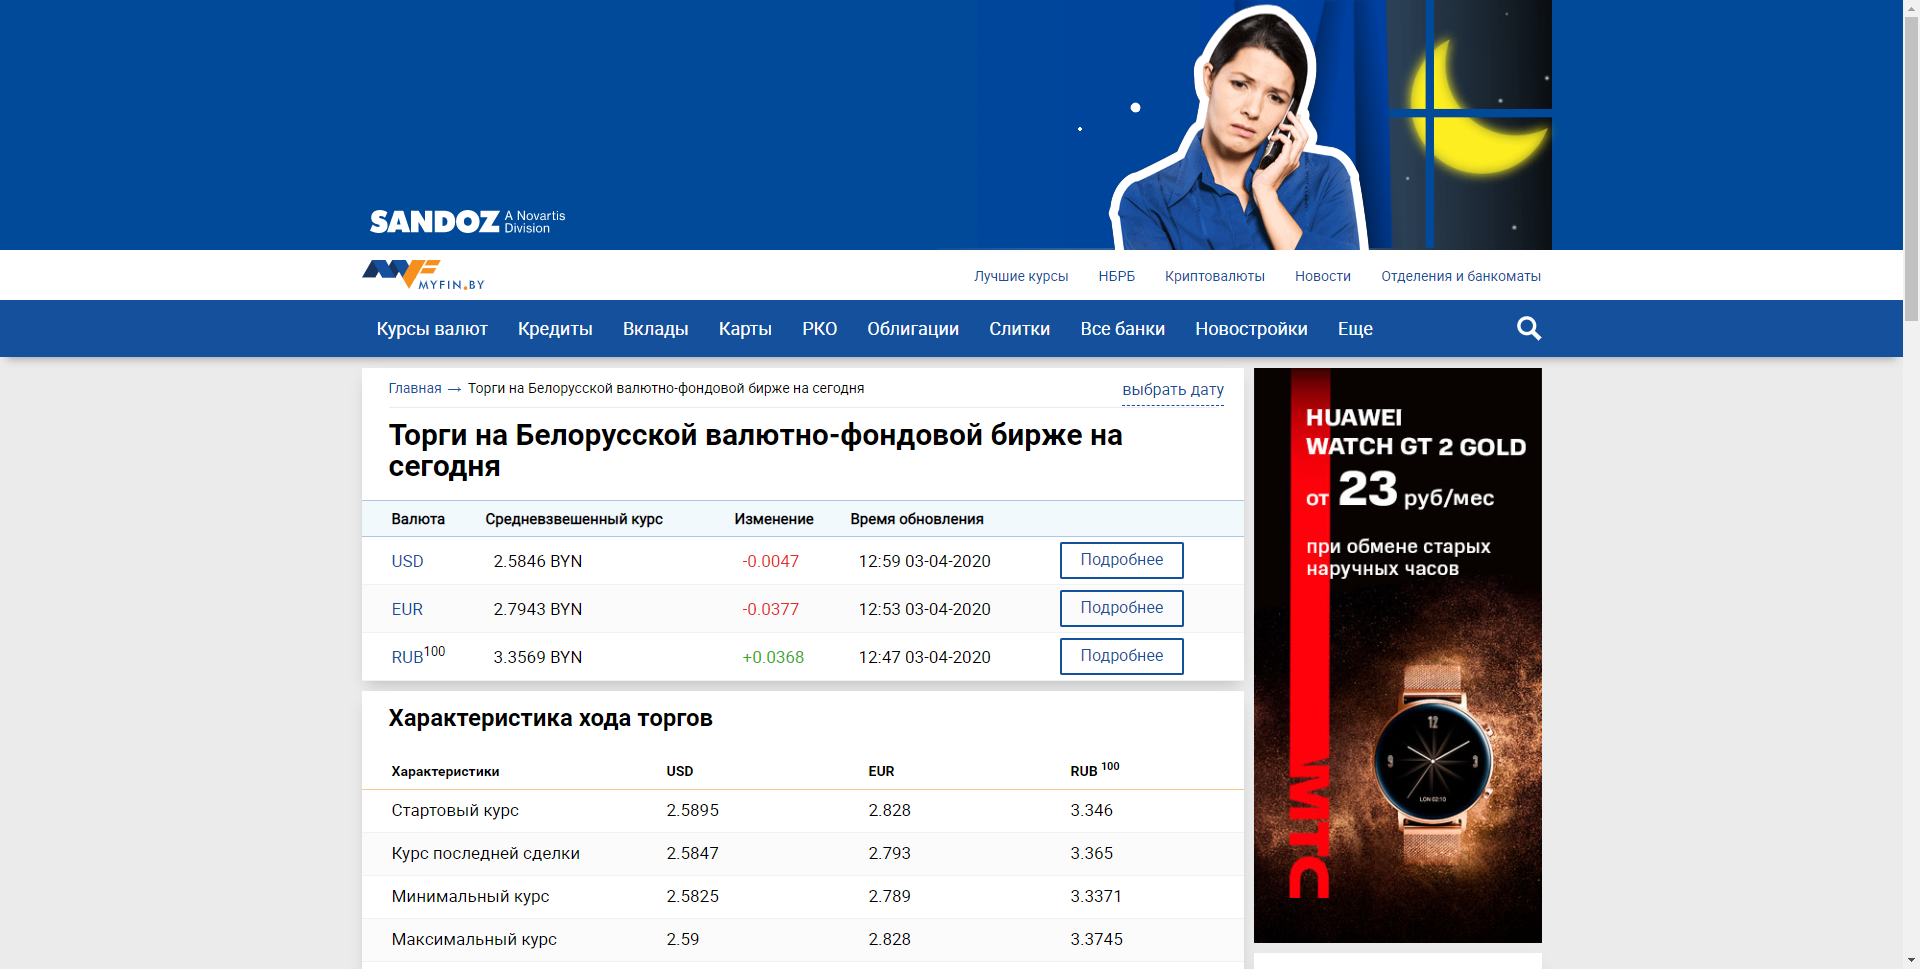 SANDOZ A Novartis
Division
MYFIN.BY
Лучшие курсы НБРБ Криптовалюты Новости Отделения и банкоматы
Курсы валют Кредиты Вклады Карты РКО Облигации Слитки Все банки Новостройки Еще
Главная → Торги на Белорусской валютно-фондовой бирже на сегодня
выбрать дату
Торги на Белорусской валютно-фондовой бирже на
сегодня
Валюта Средневзвешенный курс Изменение Время обновления
USD 2.5846 BYN -0.0047 12:59 03-04-2020 Подробнее
EUR 2.7943 BYN -0.0377 12:53 03-04-2020 Подробнее
RUB100 3.3569 BYN +0.0368 12:47 03-04-2020 Подробнее
Характеристика хода торгов
Характеристики USD EUR RUB 100
Стартовый курс 2.5895 2.828 3.346
Курс последней сделки 2.5847 2.793 3.365
Минимальный курс 2.5825 2.789 3.3371
Максимальный курс 2.59 2.828 3.3745
HUAWEI
WATCH GT 2 GOLD
от 23 руб/мес
при обмене старых
наручных часов
12
9 3
LON 02:10
МТС